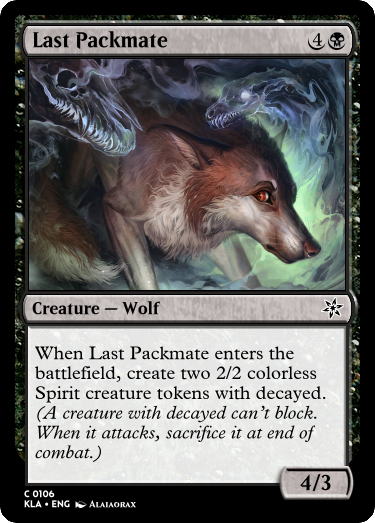 Last Packmate 4
Creature — Wolf
When Last Packmate enters the
battlefield, create two 2/2 colorless
Spirit creature tokens with decayed.
(A creature with decayed can't block.
When it attacks, sacrifice it at end of
combat.)
4/3
C 0106
KLA • ENG Alaiaorax